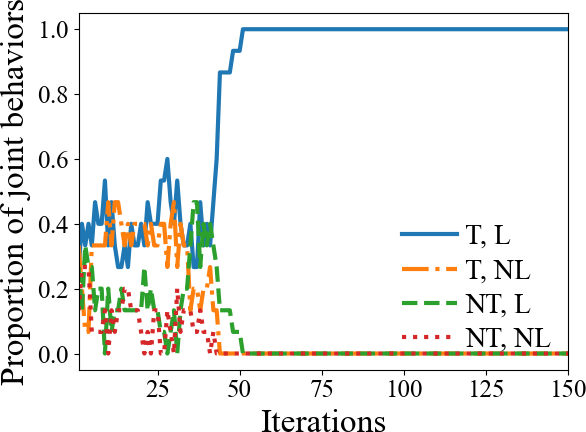 Proportion of joint behaviors
1.0
0.8
0.6
0.4
0.2
0.0
T, L
T, NL
NT, L
NT, NL
25 50 75 100 125 150
Iterations